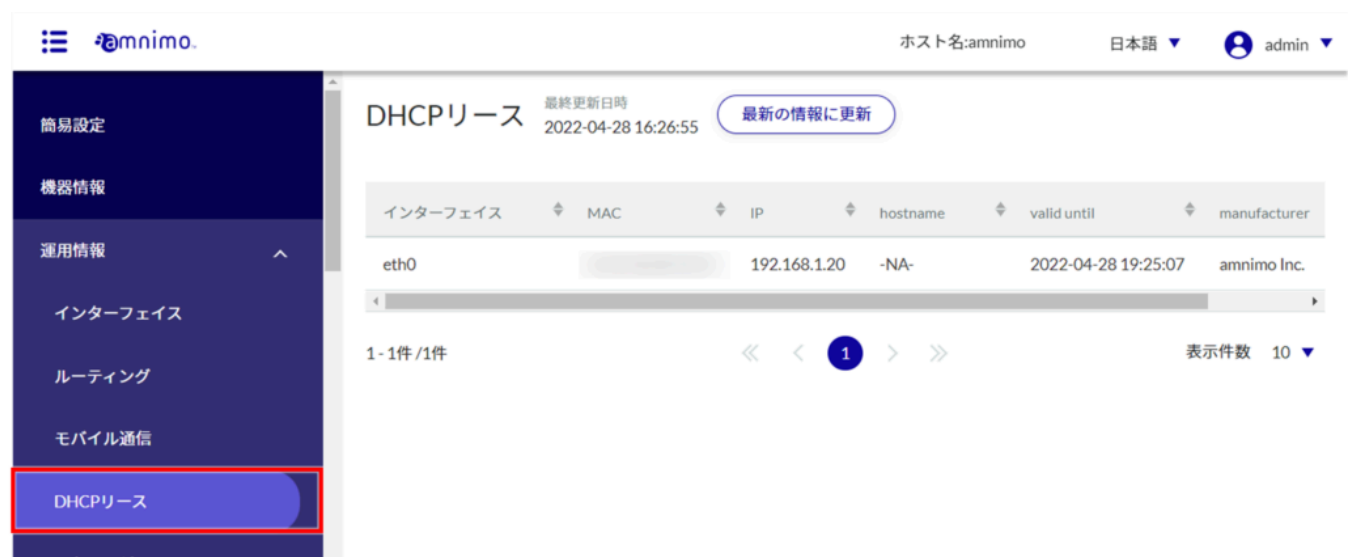 amnimo ホスト名:amnimo 日本語 ▼ admin ▼
簡易設定
機器情報
運用情報
インターフェイス
ルーティング
モバイル通信
DHCPリース
DHCPリース 最終更新日時 2022-04-28 16:26:55 最新の情報に更新
インターフェイス MAC IP hostname valid until manufacturer
eth0 192.168.1.20 -NA- 2022-04-28 19:25:07 amnimo Inc.
1 - 1件 /1件 1 表示件数 10 ▼